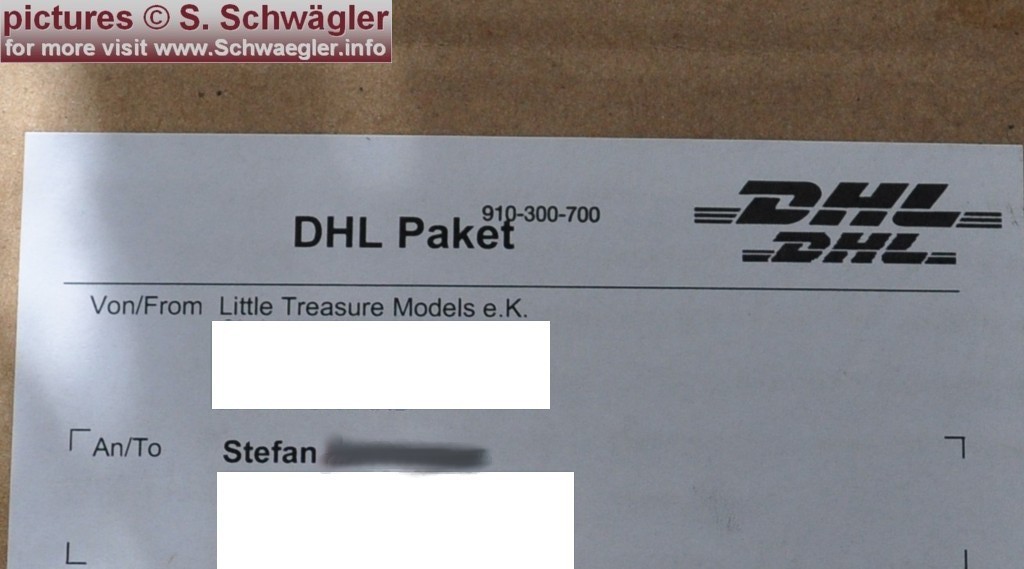 pictures © S. Schwägler
for more visit www.Schwaegler.info
910-300-700
DHL Paket
DHL
DHL
Von/From Little Treasure Models e.K.
An/To Stefan